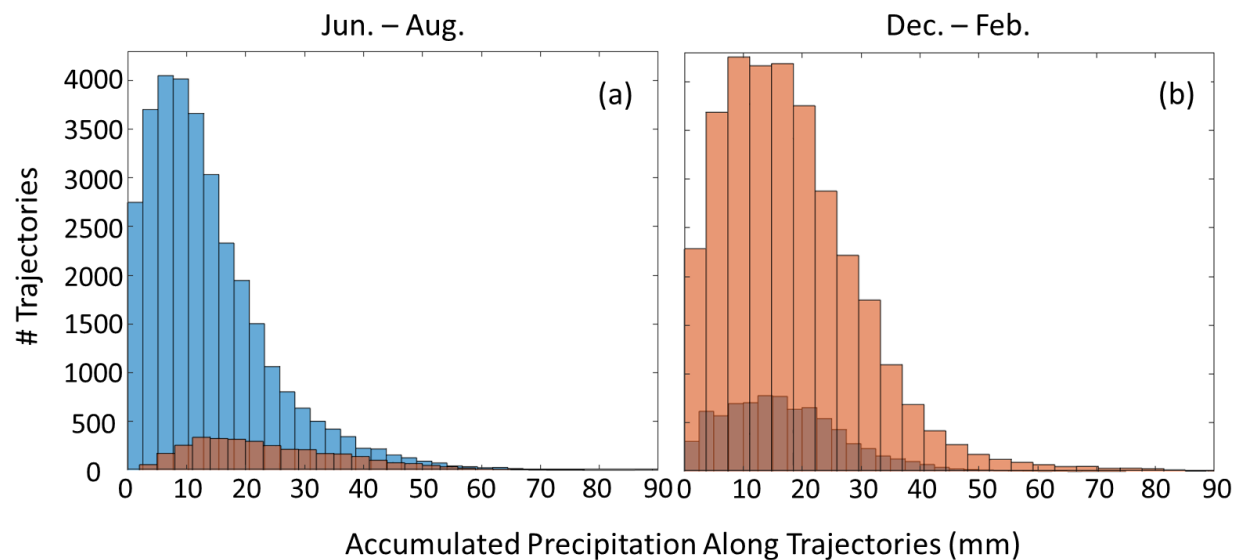 Jun. – Aug.
Dec. – Feb.
(a)
(b)
# Trajectories
4000
3500
3000
2500
2000
1500
1000
500
0
0 10 20 30 40 50 60 70 80 90
0 10 20 30 40 50 60 70 80 90
Accumulated Precipitation Along Trajectories (mm)